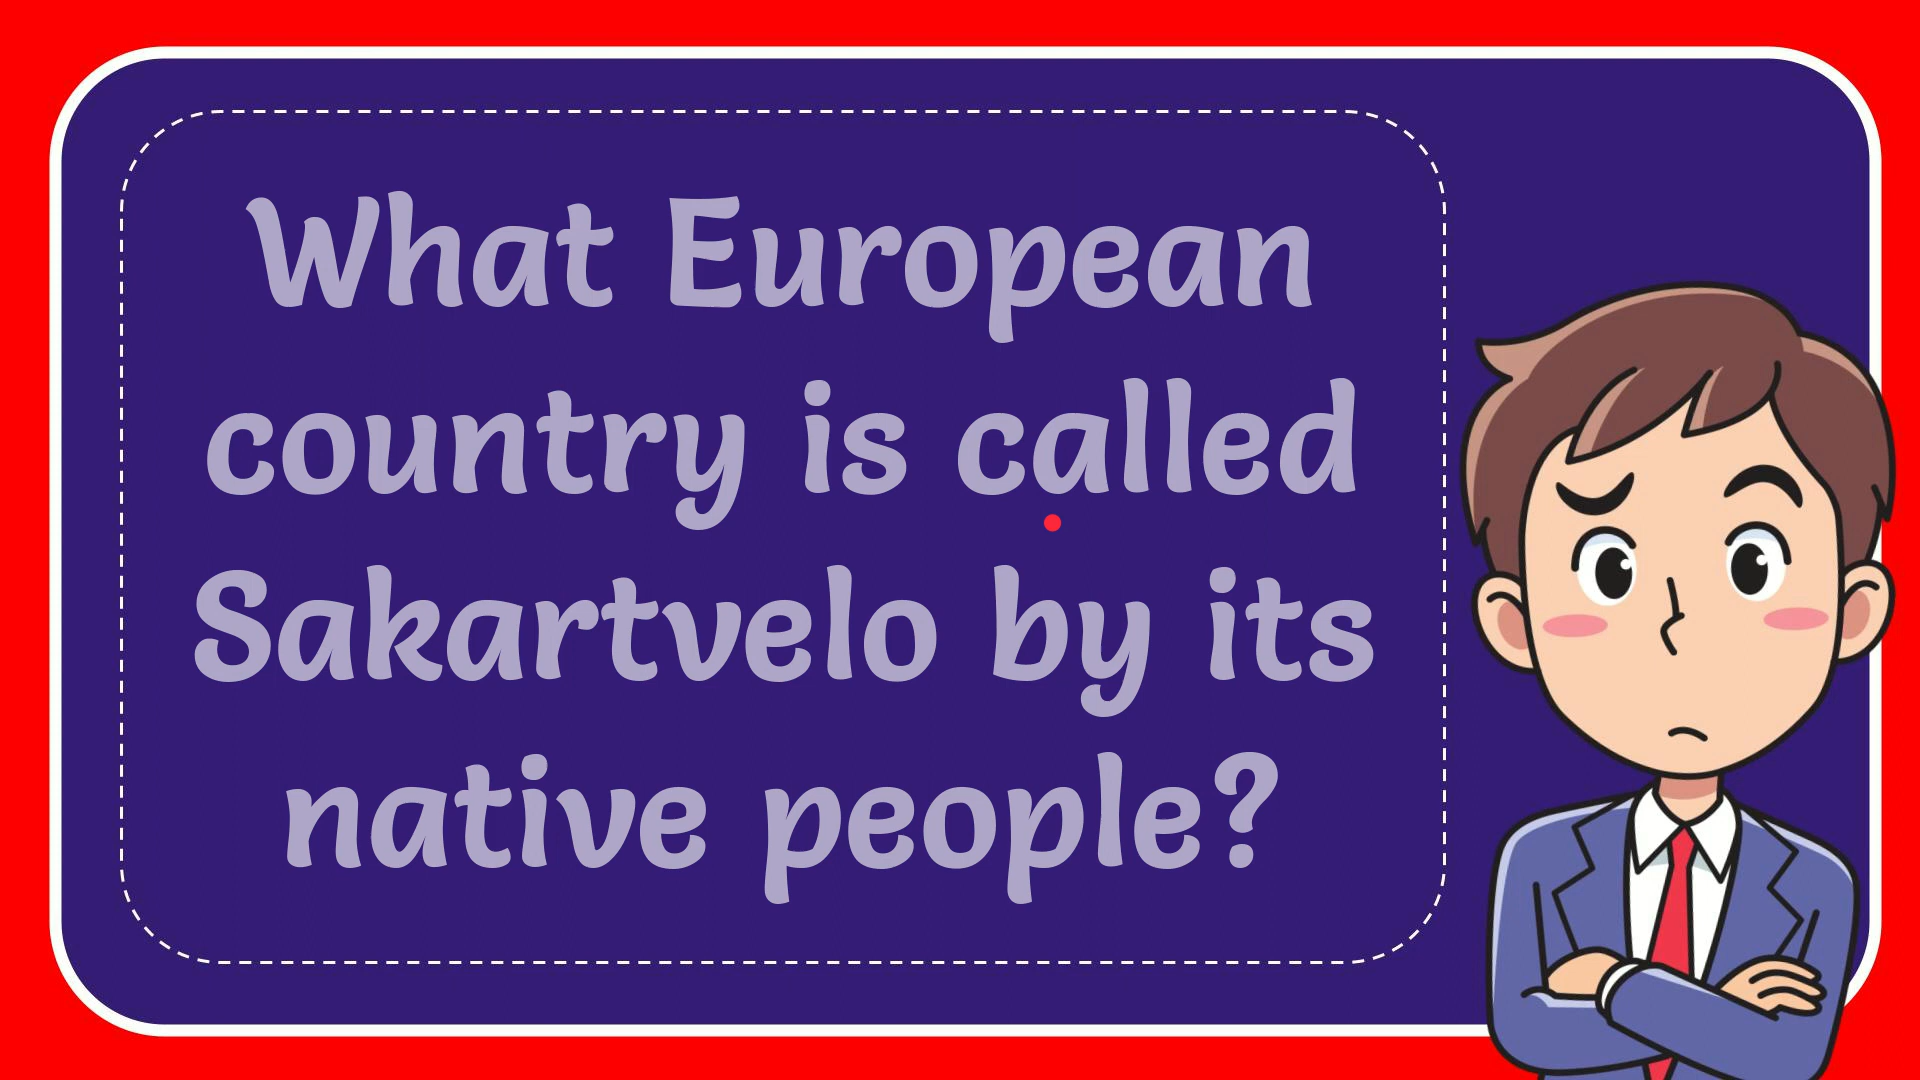 What European
country is called
Sakartvelo by its
native people?